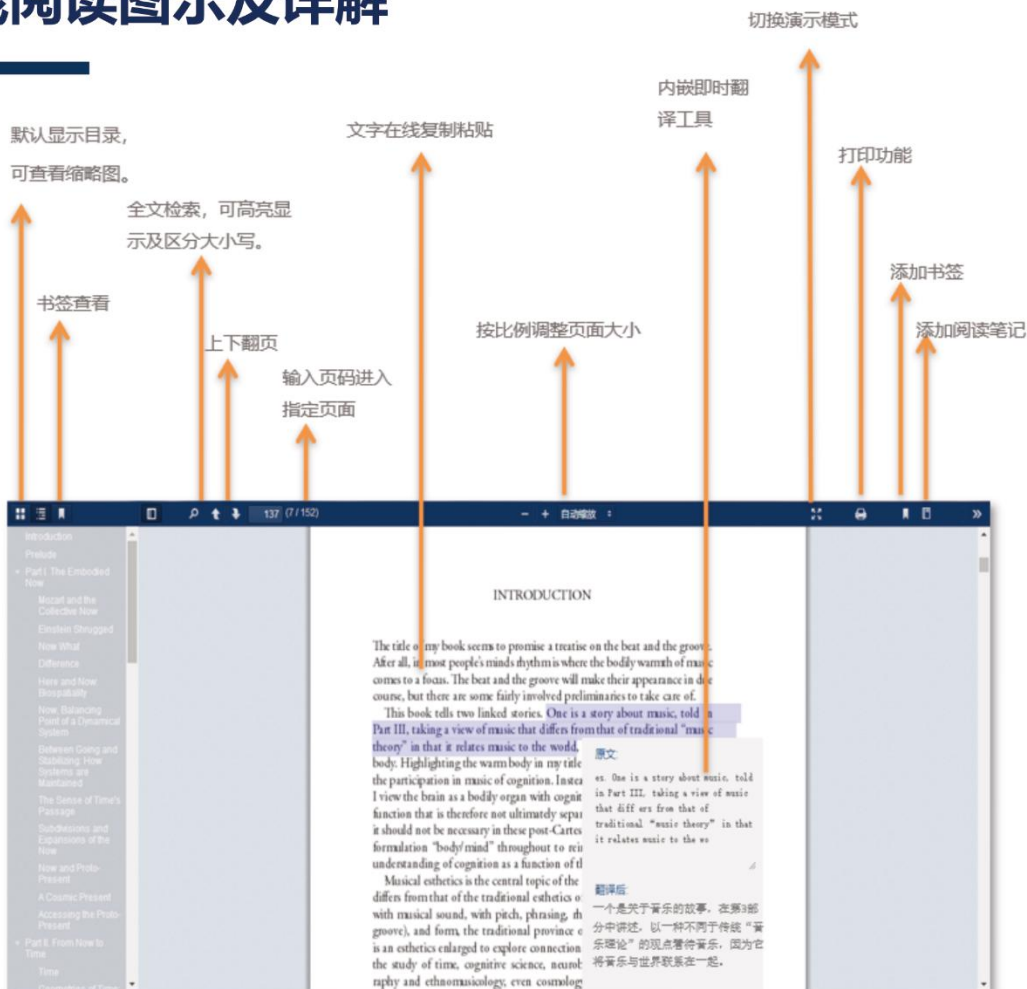 阅读图示及详解
切换演示模式
内嵌即时翻
译工具
默认显示目录，
可查看缩略图。
文字在线复制粘贴
打印功能
全文检索，可高亮显
示及区分大小写。
添加书签
书签查看
上下翻页
按比例调整页面大小
添加阅读笔记
输入页码进入
指定页面
137 (7 / 152)
自动缩放
Introduction
Prelude
Part I. The Embodied
Now
Mozart and the
Collective Now
Einstein Shrugged
Now What
Difference
Here and Now
Biospatiality
Now, Balancing
Point of a Dynamical
System
Between Going and
Stabilizing: How
Systems are
Maintained
The Sense of Time's
Passage
Subdivisions and
Expansions of the
Now
Now and Proto-
Present
A Cosmic Present
Accessing the Proto-
Present
Part II. From Now to
Time
Time
INTRODUCTION
The title of my book seems to promise a treatise on the beat and the groove.
After all, in most people's minds rhythm is where the bodily warmth of music
comes to a focus. The beat and the groove will make their appearance in due
course, but there are some fairly involved preliminaries to take care of.
This book tells two linked stories. One is a story about music, told in
Part III, taking a view of music that differs from that of traditional "music
theory" in that it relates music to the world,
body. Highlighting the warm body in my title
the participation in music of cognition. Instea
I view the brain as a bodily organ with cognit
function that is therefore not ultimately separ
it should not be necessary in these post-Cartes
formulation "body/mind" throughout to rein
understanding of cognition as a function of th
Musical esthetics is the central topic of the
differs from that of the traditional esthetics o
with musical sound, with pitch, phrasing, rh
groove), and form, the traditional province o
is an esthetics enlarged to explore connection
the study of time, cognitive science, neurob
raphy and ethnomusicology, even cosmolog
原文:
es. One is a story about music, told
in Part III, taking a view of music
that diff ers from that of
traditional "music theory" in that
it relates music to the wo
翻译后:
一个是关于音乐的故事，在第3部
分中讲述，以一种不同于传统“音
乐理论”的观点看待音乐，因为它
将音乐与世界联系在一起。